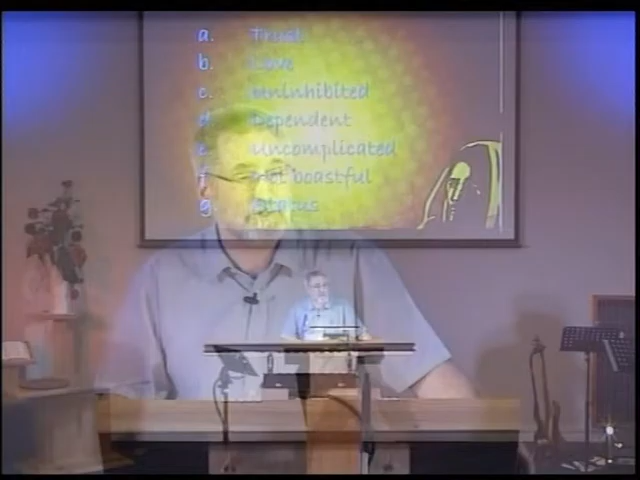 a. Trust
b. Love
c. uninhibited
d. Dependent
e. uncomplicated
f. Not boastful
g. Status